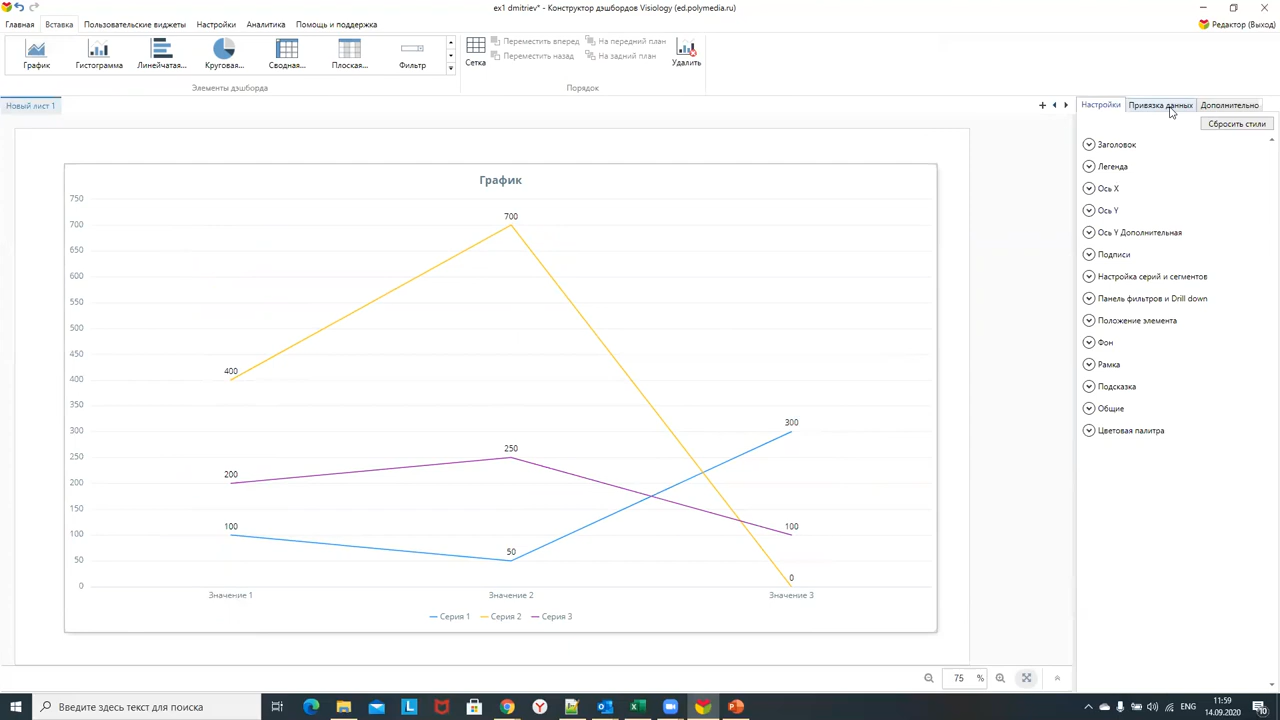 ex1 dmitriev* - Конструктор дэшбордов Visiology (ed.polymedia.ru)
Главная Вставка Пользовательские виджеты Настройки Аналитика Помощь и поддержка Редактор (Выход)
График Гистограмма Линейчатая... Круговая... Сводная... Плоская... Фильтр
Сетка Переместить вперед На передний план
Переместить назад На задний план Удалить
Элементы дэшборда Порядок
Новый лист 1
Настройки Привязка данных Дополнительно
Сбросить стили
Заголовок
Легенда
Ось X
Ось Y
Ось Y Дополнительная
Подписи
Настройка серий и сегментов
Панель фильтров и Drill down
Положение элемента
Фон
Рамка
Подсказка
Общие
Цветовая палитра
График
750
700
650
600
550
500
450
400
350
300
250
200
150
100
50
0
400
700
200
250
100
50
300
100
0
Значение 1 Значение 2 Значение 3
Серия 1 Серия 2 Серия 3
75 %
Введите здесь текст для поиска
ENG
11:59
14.09.2020
10